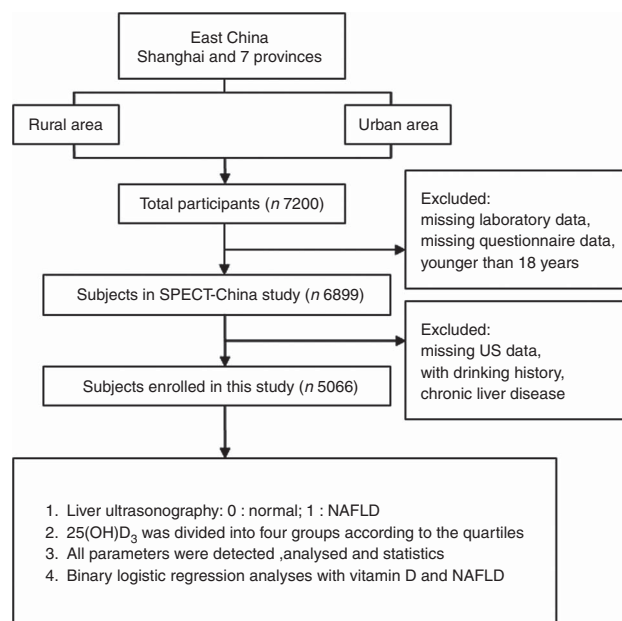 East China
Shanghai and 7 provinces
Rural area
Urban area
Total participants (n 7200)
Excluded:
missing laboratory data,
missing questionnaire data,
younger than 18 years
Subjects in SPECT-China study (n 6899)
Excluded:
missing US data,
with drinking history,
chronic liver disease
Subjects enrolled in this study (n 5066)
1. Liver ultrasonography: 0 : normal; 1 : NAFLD
2. 25(OH)D₃ was divided into four groups according to the quartiles
3. All parameters were detected ,analysed and statistics
4. Binary logistic regression analyses with vitamin D and NAFLD